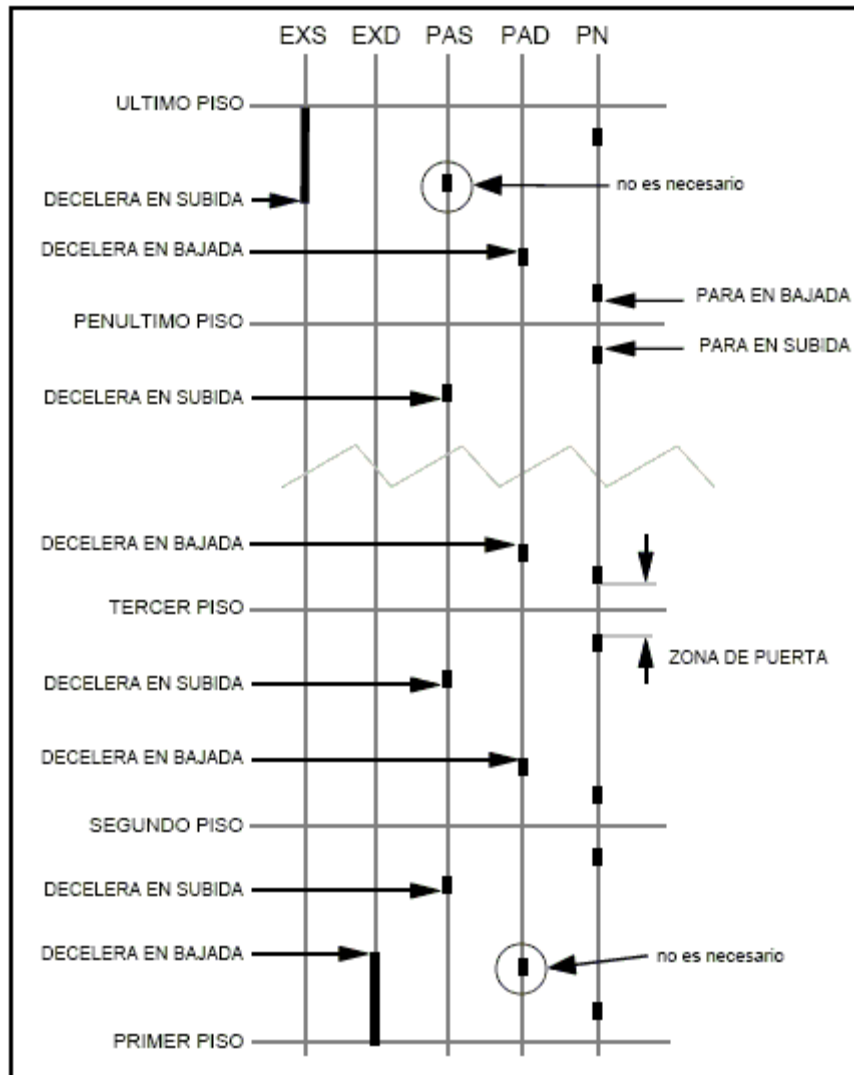 EXS EXD PAS PAD PN
ULTIMO PISO
DECELERA EN SUBIDA
no es necesario
DECELERA EN BAJADA
PARA EN BAJADA
PENULTIMO PISO
PARA EN SUBIDA
DECELERA EN SUBIDA
DECELERA EN BAJADA
TERCER PISO
ZONA DE PUERTA
DECELERA EN SUBIDA
DECELERA EN BAJADA
SEGUNDO PISO
DECELERA EN SUBIDA
DECELERA EN BAJADA
no es necesario
PRIMER PISO